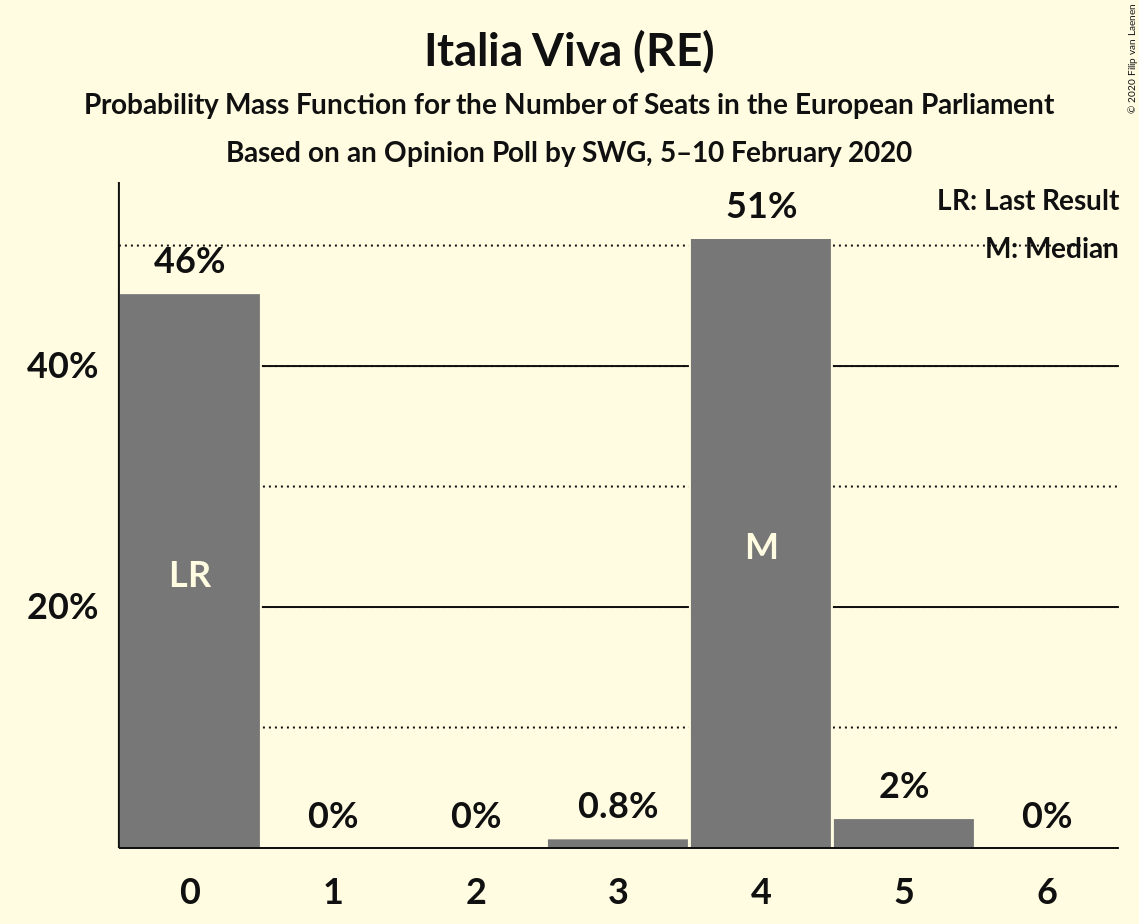 Italia Viva (RE)
Probability Mass Function for the Number of Seats in the European Parliament
Based on an Opinion Poll by SWG, 5–10 February 2020
© 2020 Filip van Laenen
LR: Last Result
M: Median
51%
46%
40%
20%
LR
M
0%
0%
0.8%
2%
0%
0
1
2
3
4
5
6